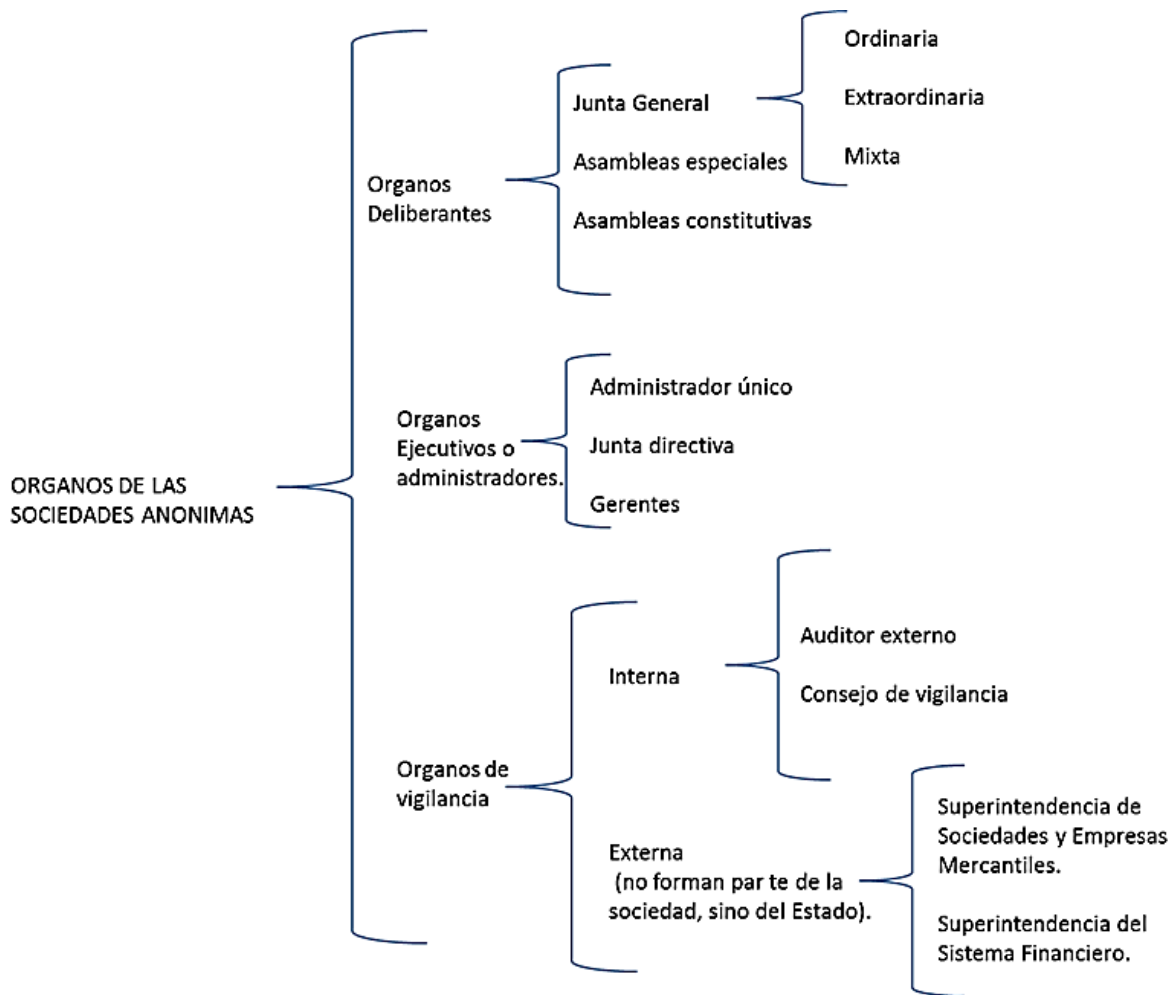 ORGANOS DE LAS
SOCIEDADES ANONIMAS
Organos
Deliberantes
Junta General
Ordinaria
Extraordinaria
Mixta
Asambleas especiales
Asambleas constitutivas
Organos
Ejecutivos o
administradores.
Administrador único
Junta directiva
Gerentes
Organos de
vigilancia
Interna
Auditor externo
Consejo de vigilancia
Externa
(no forman par te de la
sociedad, sino del Estado).
Superintendencia de
Sociedades y Empresas
Mercantiles.
Superintendencia del
Sistema Financiero.